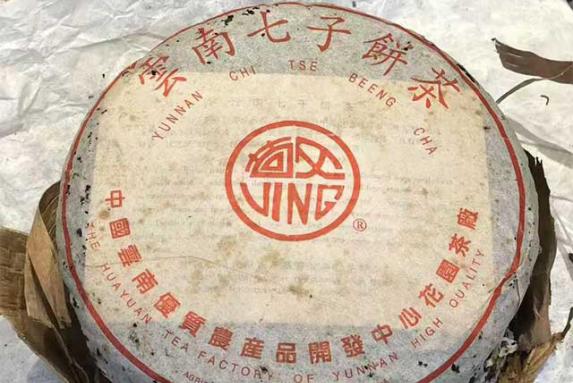 雲南七子餅茶
YUNNAN CHI TSE BEENG CHA
JING
®
中國雲南優質農產品開發中心花園茶廠
THE HUAYUAN TEA FACTORY OF YUNNAN HIGH QUALITY